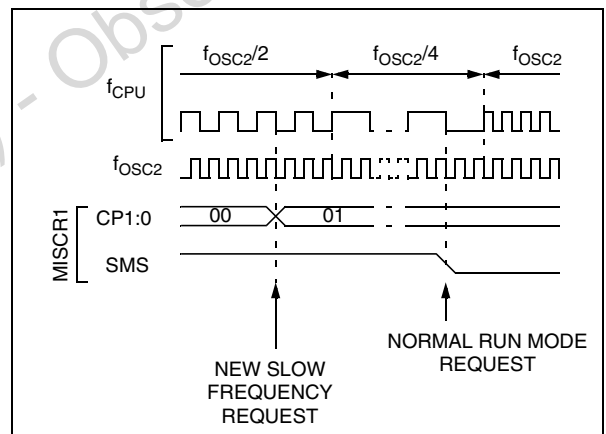 fOSC2/2 fOSC2/4 fOSC2
fCPU
fOSC2
MISCR1
CP1:0 00 01
SMS
NEW SLOW
FREQUENCY
REQUEST
NORMAL RUN MODE
REQUEST